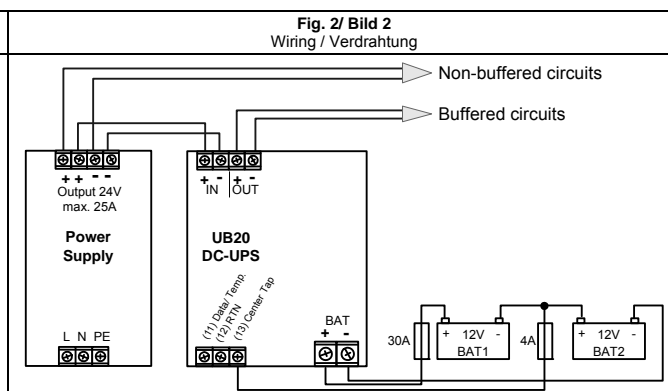 Fig. 2/ Bild 2
Wiring / Verdrahtung
Non-buffered circuits
Buffered circuits
+ + - -
Output 24V
max. 25A
Power
Supply
L N PE
+ - + -
IN OUT
UB20
DC-UPS
(11) Data/ Temp.
(12) RTN
(13) Center Tap
BAT
+ -
30A
+ 12V -
BAT1
4A
+ 12V -
BAT2